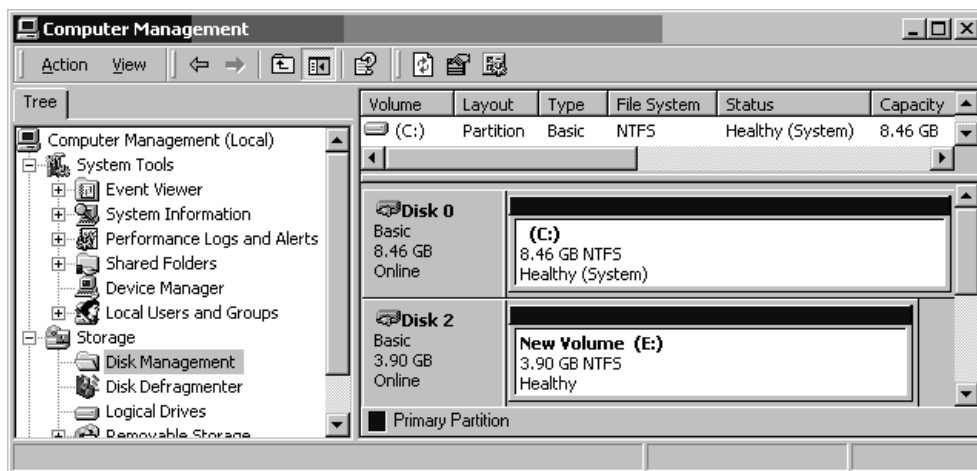 Computer Management
Action View
Tree
Computer Management (Local)
System Tools
Event Viewer
System Information
Performance Logs and Alerts
Shared Folders
Device Manager
Local Users and Groups
Storage
Disk Management
Disk Defragmenter
Logical Drives
Removable Storage
Volume Layout Type File System Status Capacity
(C:) Partition Basic NTFS Healthy (System) 8.46 GB
Disk 0
Basic
8.46 GB
Online
(C:)
8.46 GB NTFS
Healthy (System)
Disk 2
Basic
3.90 GB
Online
New Volume (E:)
3.90 GB NTFS
Healthy
Primary Partition